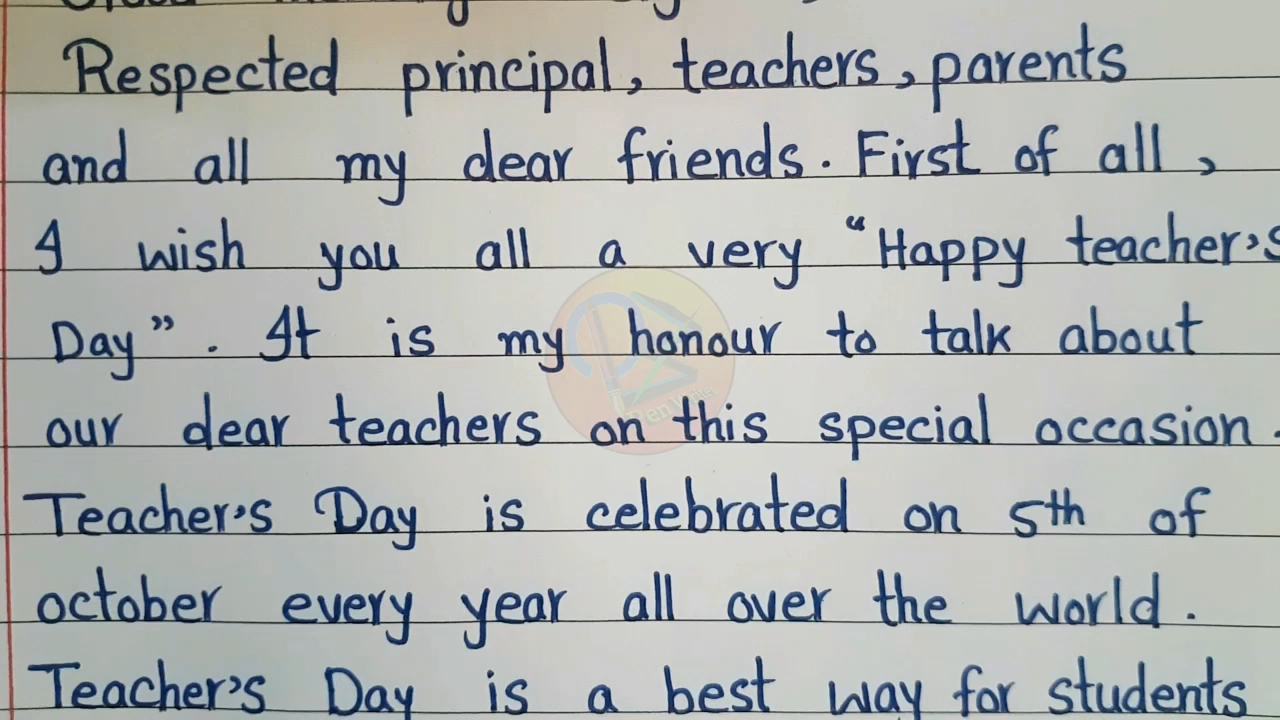 Respected principal, teachers, parents
and all my dear friends. First of all,
I wish you all a very "Happy teacher's
Day". It is my honour to talk about
our dear teachers on this special occasion.
Teacher's Day is celebrated on 5th of
october every year all over the world.
Teacher's Day is a best way for students